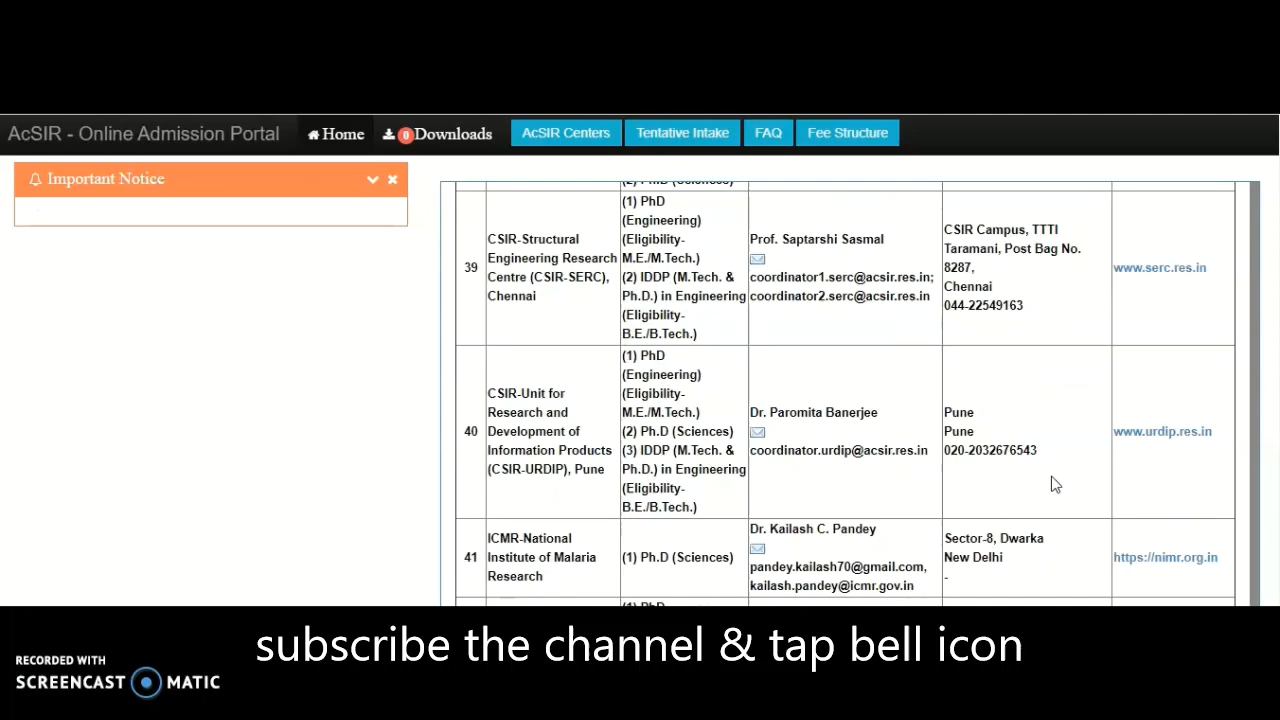 AcSIR - Online Admission Portal
Home
0 Downloads
AcSIR Centers
Tentative Intake
FAQ
Fee Structure
Important Notice
(2) Ph.D (Sciences)
39
CSIR-Structural
Engineering Research
Centre (CSIR-SERC),
Chennai
(1) PhD
(Engineering)
(Eligibility-
M.E./M.Tech.)
(2) IDDP (M.Tech. &
Ph.D.) in Engineering
(Eligibility-
B.E./B.Tech.)
Prof. Saptarshi Sasmal
coordinator1.serc@acsir.res.in;
coordinator2.serc@acsir.res.in
CSIR Campus, TTTI
Taramani, Post Bag No.
8287,
Chennai
044-22549163
www.serc.res.in
40
CSIR-Unit for
Research and
Development of
Information Products
(CSIR-URDIP), Pune
(1) PhD
(Engineering)
(Eligibility-
M.E./M.Tech.)
(2) Ph.D (Sciences)
(3) IDDP (M.Tech. &
Ph.D.) in Engineering
(Eligibility-
B.E./B.Tech.)
Dr. Paromita Banerjee
coordinator.urdip@acsir.res.in
Pune
Pune
020-2032676543
www.urdip.res.in
41
ICMR-National
Institute of Malaria
Research
(1) Ph.D (Sciences)
Dr. Kailash C. Pandey
pandey.kailash70@gmail.com,
kailash.pandey@icmr.gov.in
Sector-8, Dwarka
New Delhi
-
https://nimr.org.in
(1) PhD
subscribe the channel & tap bell icon
RECORDED WITH
SCREENCAST MATIC